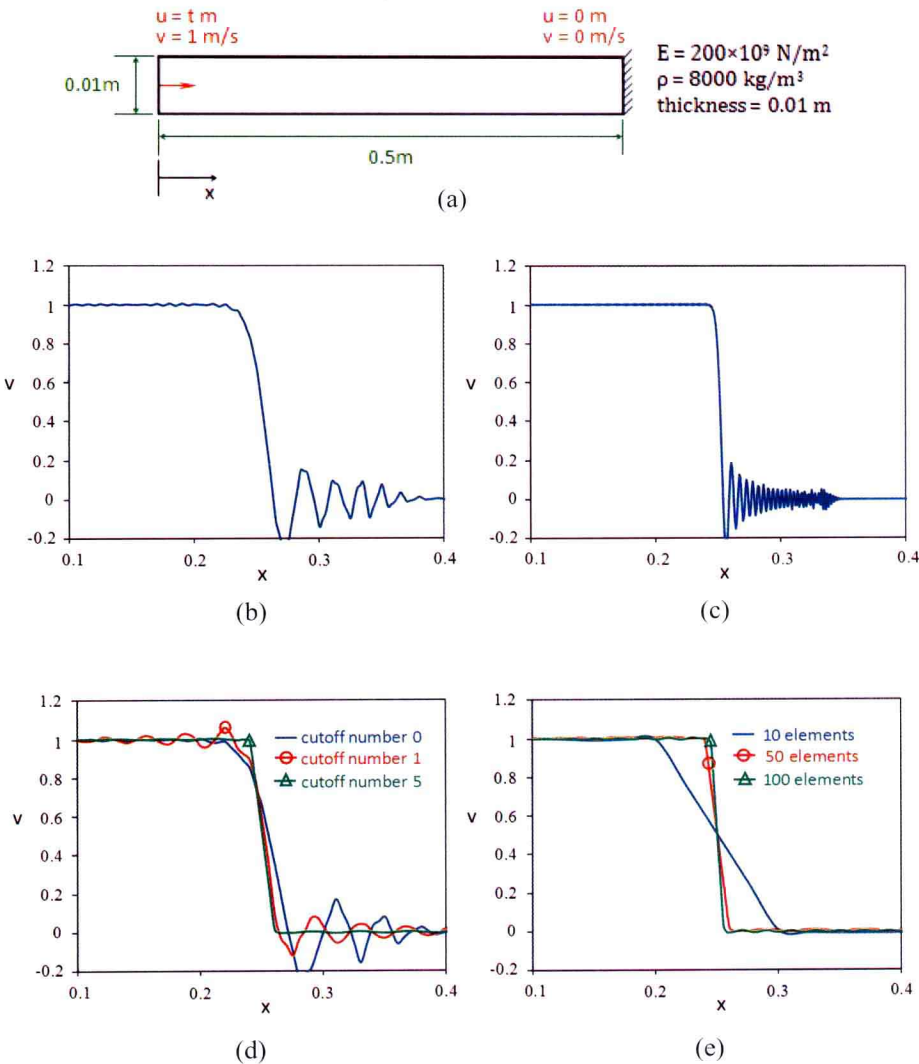 u = t m
v = 1 m/s
u = 0 m
v = 0 m/s
E = 200×10⁹ N/m²
ρ = 8000 kg/m³
thickness = 0.01 m
0.01m
0.5m
x
(a)
1.2
1
0.8
0.6
0.4
0.2
0
-0.2
v
0.1
0.2
0.3
0.4
x
(b)
1.2
1
0.8
0.6
0.4
0.2
0
-0.2
v
0.1
0.2
0.3
0.4
x
(c)
1.2
1
0.8
0.6
0.4
0.2
0
-0.2
v
cutoff number 0
cutoff number 1
cutoff number 5
0.1
0.2
0.3
0.4
x
(d)
1.2
1
0.8
0.6
0.4
0.2
0
-0.2
v
10 elements
50 elements
100 elements
0.1
0.2
0.3
0.4
x
(e)